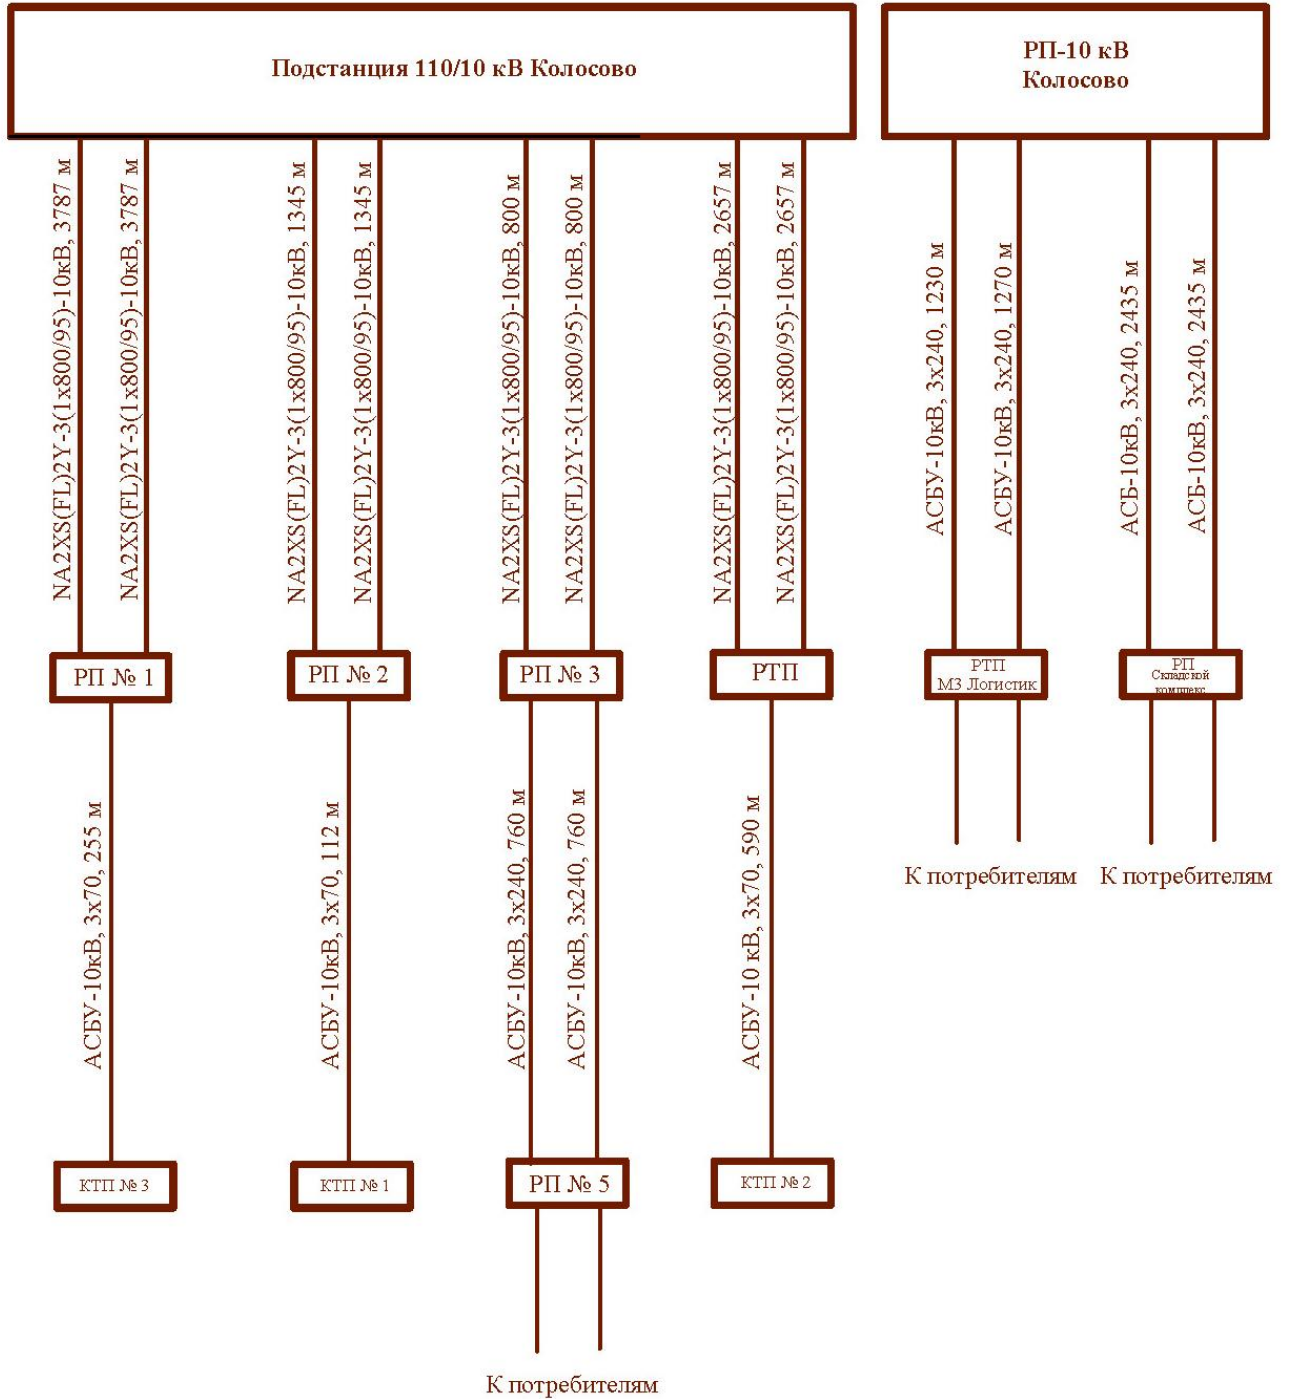 Подстанция 110/10 кВ Колосово
РП-10 кВ
Колосово
NA2XS(FL)2Y-3(1x800/95)-10кВ, 3787 м
NA2XS(FL)2Y-3(1x800/95)-10кВ, 3787 м
NA2XS(FL)2Y-3(1x800/95)-10кВ, 1345 м
NA2XS(FL)2Y-3(1x800/95)-10кВ, 1345 м
NA2XS(FL)2Y-3(1x800/95)-10кВ, 800 м
NA2XS(FL)2Y-3(1x800/95)-10кВ, 800 м
NA2XS(FL)2Y-3(1x800/95)-10кВ, 2657 м
NA2XS(FL)2Y-3(1x800/95)-10кВ, 2657 м
АСБУ-10кВ, 3x240, 1230 м
АСБУ-10кВ, 3x240, 1270 м
АСБ-10кВ, 3x240, 2435 м
АСБ-10кВ, 3x240, 2435 м
РП № 1
РП № 2
РП № 3
РТП
РТП
МЗ Логистик
РП
Складской
комплекс
АСБУ-10кВ, 3x70, 255 м
АСБУ-10кВ, 3x70, 112 м
АСБУ-10кВ, 3x240, 760 м
АСБУ-10кВ, 3x240, 760 м
АСБУ-10 кВ, 3x70, 590 м
К потребителям
К потребителям
КТП № 3
КТП № 1
РП № 5
КТП № 2
К потребителям